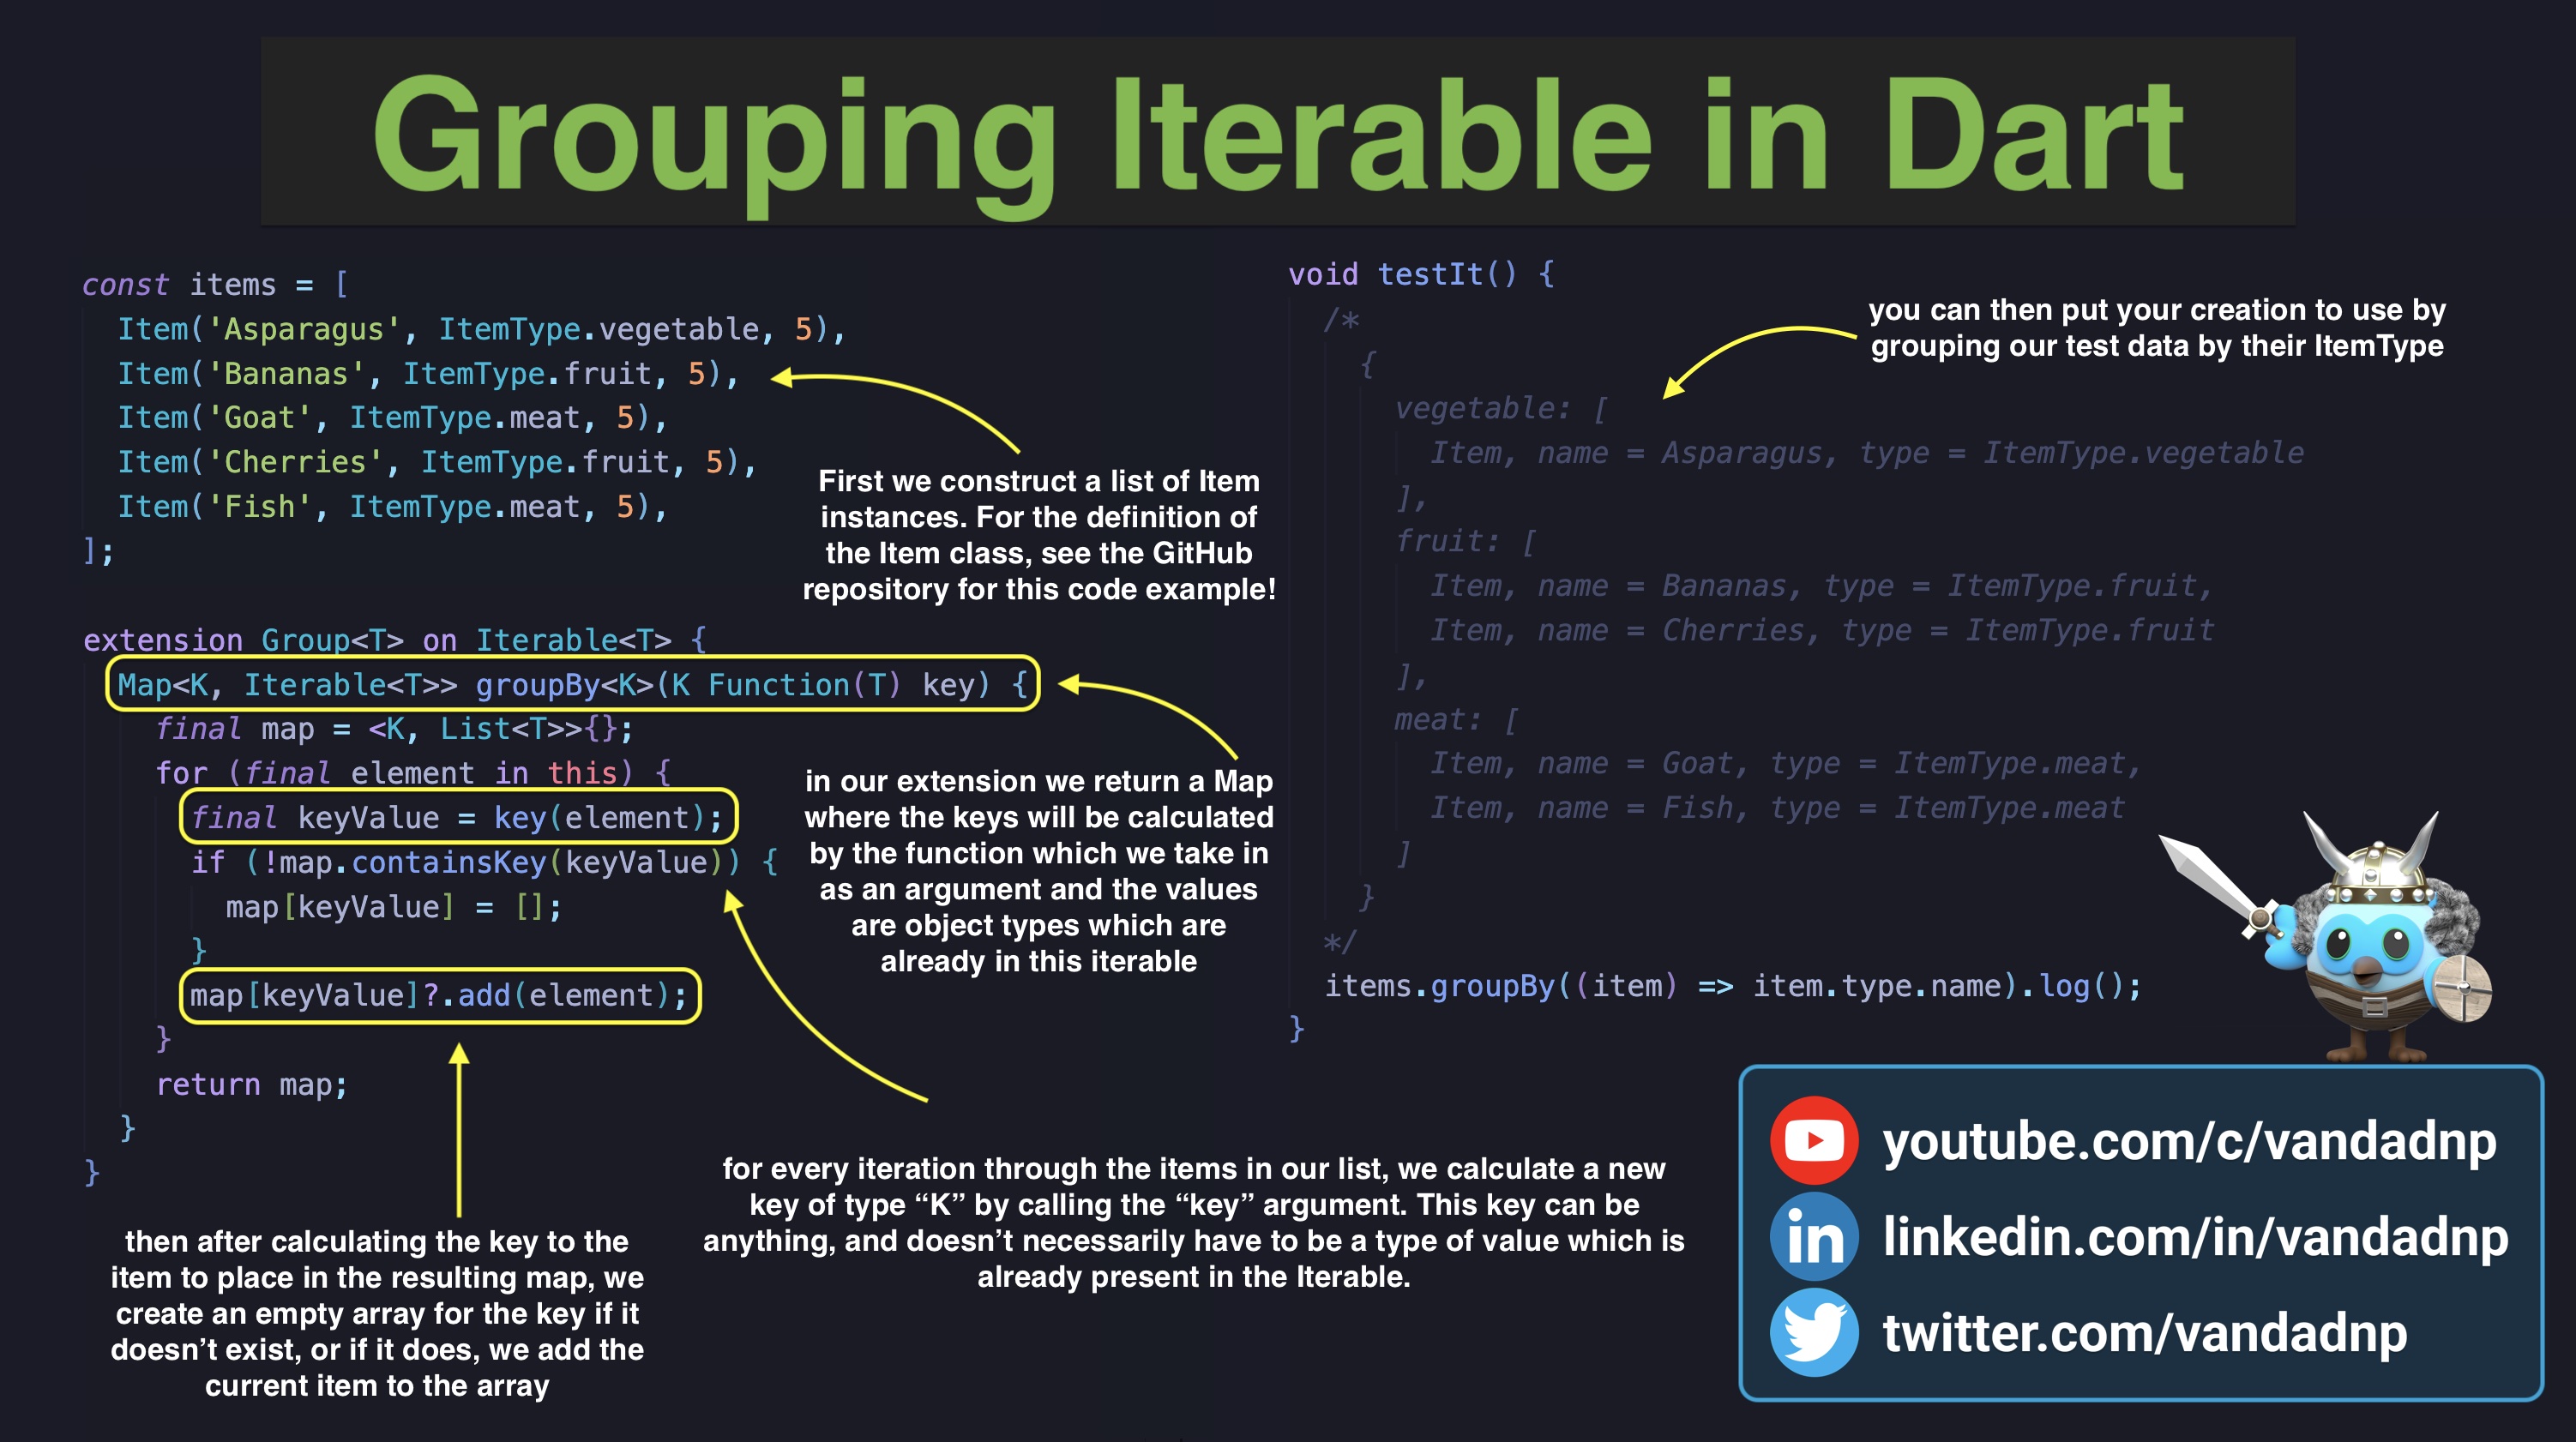 Grouping Iterable in Dart
const items = [
Item('Asparagus', ItemType.vegetable, 5),
Item('Bananas', ItemType.fruit, 5),
Item('Goat', ItemType.meat, 5),
Item('Cherries', ItemType.fruit, 5),
Item('Fish', ItemType.meat, 5),
];
First we construct a list of Item
instances. For the definition of
the Item class, see the GitHub
repository for this code example!
extension Group<T> on Iterable<T> {
Map<K, Iterable<T>> groupBy<K>(K Function(T) key) {
final map = <K, List<T>>{};
for (final element in this) {
final keyValue = key(element);
if (!map.containsKey(keyValue)) {
map[keyValue] = [];
}
map[keyValue]?.add(element);
}
return map;
}
}
in our extension we return a Map
where the keys will be calculated
by the function which we take in
as an argument and the values
are object types which are
already in this iterable
then after calculating the key to the
item to place in the resulting map, we
create an empty array for the key if it
doesn’t exist, or if it does, we add the
current item to the array
for every iteration through the items in our list, we calculate a new
key of type “K” by calling the “key” argument. This key can be
anything, and doesn’t necessarily have to be a type of value which is
already present in the Iterable.
void testIt() {
/*
{
vegetable: [
Item, name = Asparagus, type = ItemType.vegetable
],
fruit: [
Item, name = Bananas, type = ItemType.fruit,
Item, name = Cherries, type = ItemType.fruit
],
meat: [
Item, name = Goat, type = ItemType.meat,
Item, name = Fish, type = ItemType.meat
]
}
*/
items.groupBy((item) => item.type.name).log();
}
you can then put your creation to use by
grouping our test data by their ItemType
youtube.com/c/vandadnp
in linkedin.com/in/vandadnp
twitter.com/vandadnp